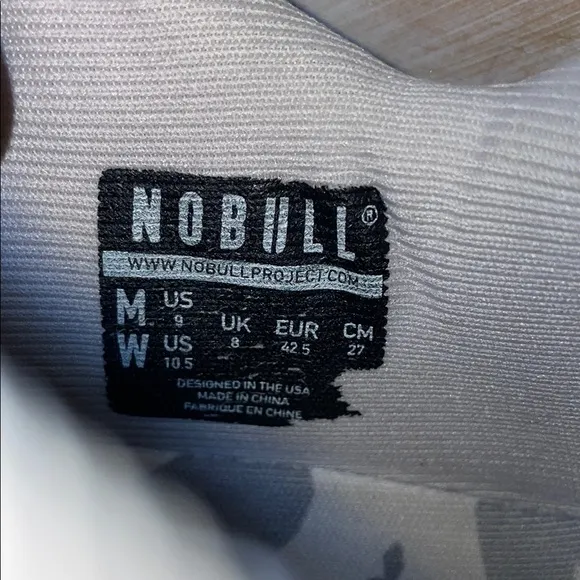 NOBULL®
WWW.NOBULLPROJECT.COM
M US 9
W US 10.5
UK 8
EUR 42.5
CM 27
DESIGNED IN THE USA
MADE IN CHINA
FABRIQUE EN CHINE